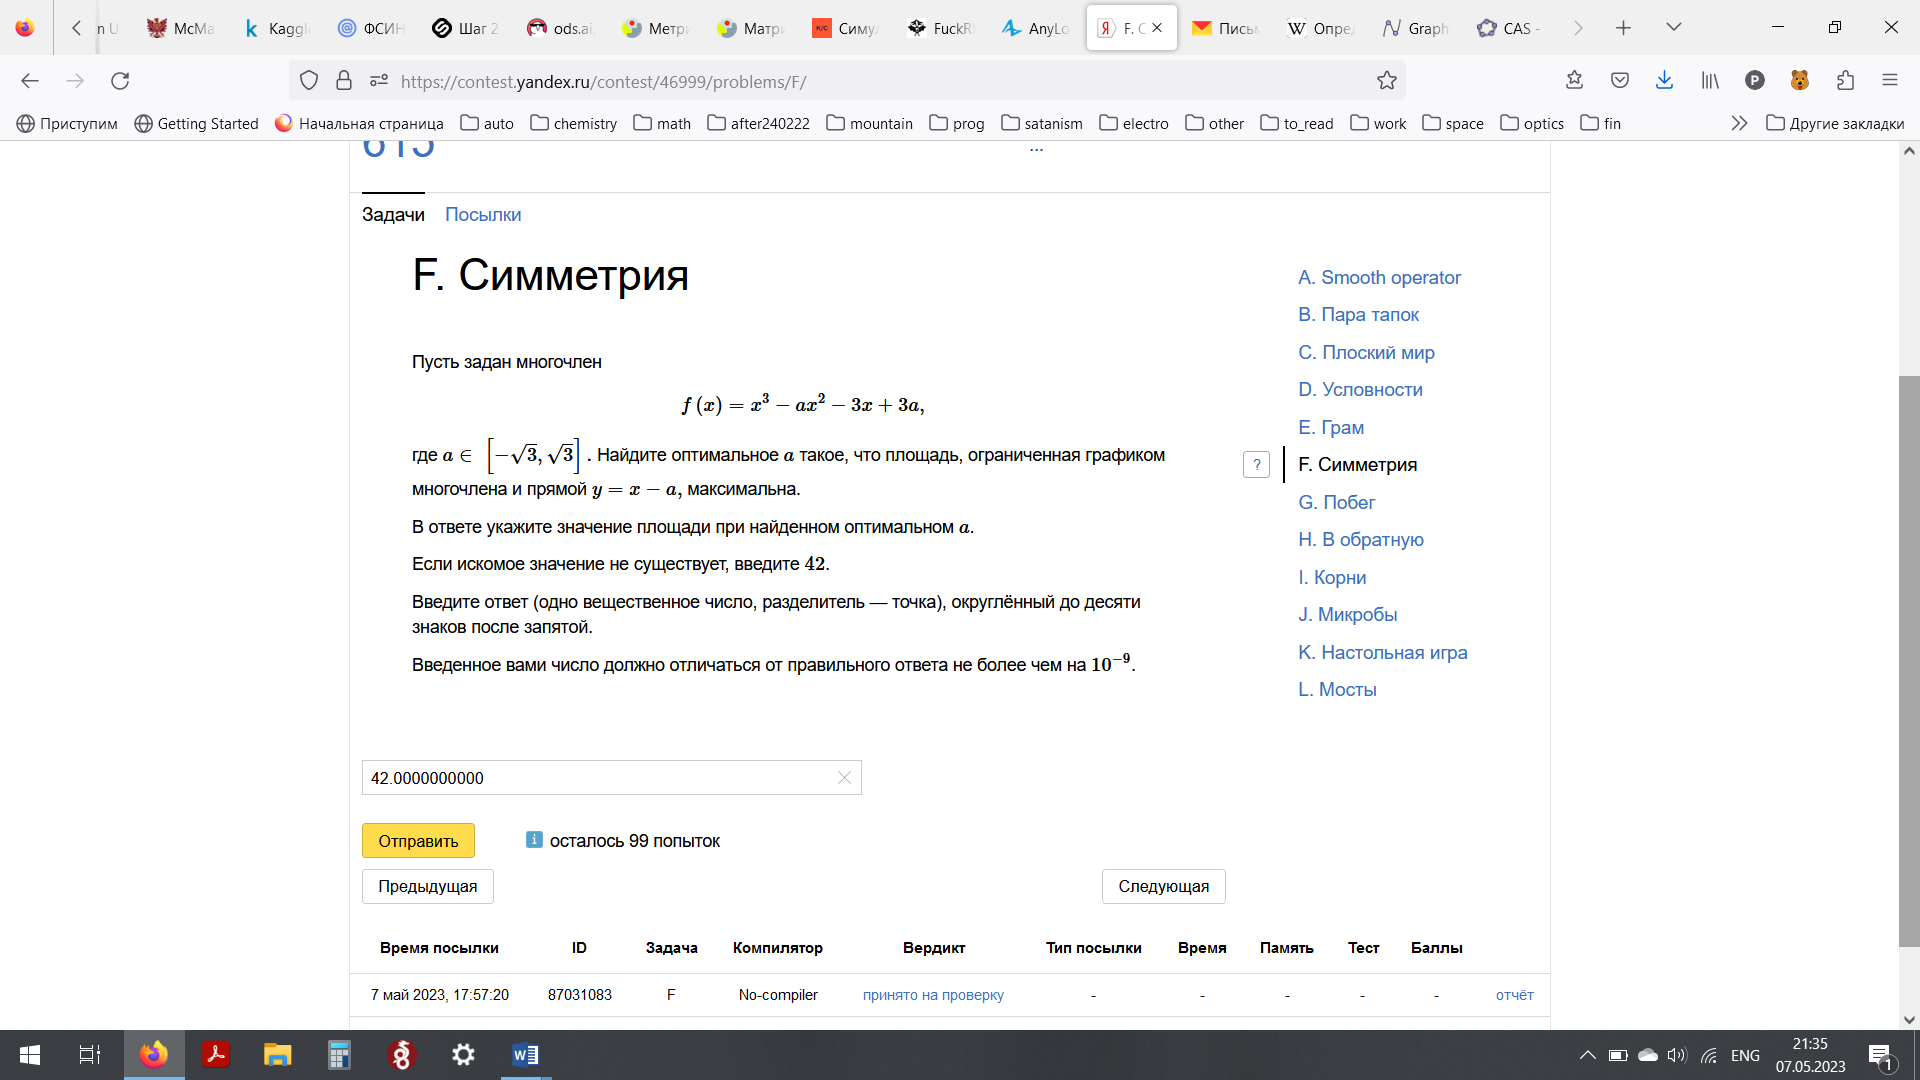 n U
McMa
Kaggl
ФСИН
Шаг 2
ods.ai,
Метри
Матри
К/С Симул
FuckR
AnyLo
F. С
Письм
Опре
Graph
CAS -
https://contest.yandex.ru/contest/46999/problems/F/
Приступим
Getting Started
Начальная страница
auto
chemistry
math
after240222
mountain
prog
satanism
electro
other
to_read
work
space
optics
fin
Другие закладки
615
...
Задачи
Посылки
F. Симметрия
Пусть задан многочлен
f (x) = x³ − ax² − 3x + 3a,
где a ∈ [−√3, √3] . Найдите оптимальное a такое, что площадь, ограниченная графиком
многочлена и прямой y = x − a, максимальна.
В ответе укажите значение площади при найденном оптимальном a.
Если искомое значение не существует, введите 42.
Введите ответ (одно вещественное число, разделитель — точка), округлённый до десяти
знаков после запятой.
Введенное вами число должно отличаться от правильного ответа не более чем на 10⁻⁹.
?
A. Smooth operator
B. Пара тапок
C. Плоский мир
D. Условности
E. Грам
F. Симметрия
G. Побег
H. В обратную
I. Корни
J. Микробы
K. Настольная игра
L. Мосты
42.0000000000
Отправить
i осталось 99 попыток
Предыдущая
Следующая
Время посылки ID Задача Компилятор Вердикт Тип посылки Время Память Тест Баллы
7 май 2023, 17:57:20 87031083 F No-compiler принято на проверку - - - - - отчёт
ENG
21:35
07.05.2023
1